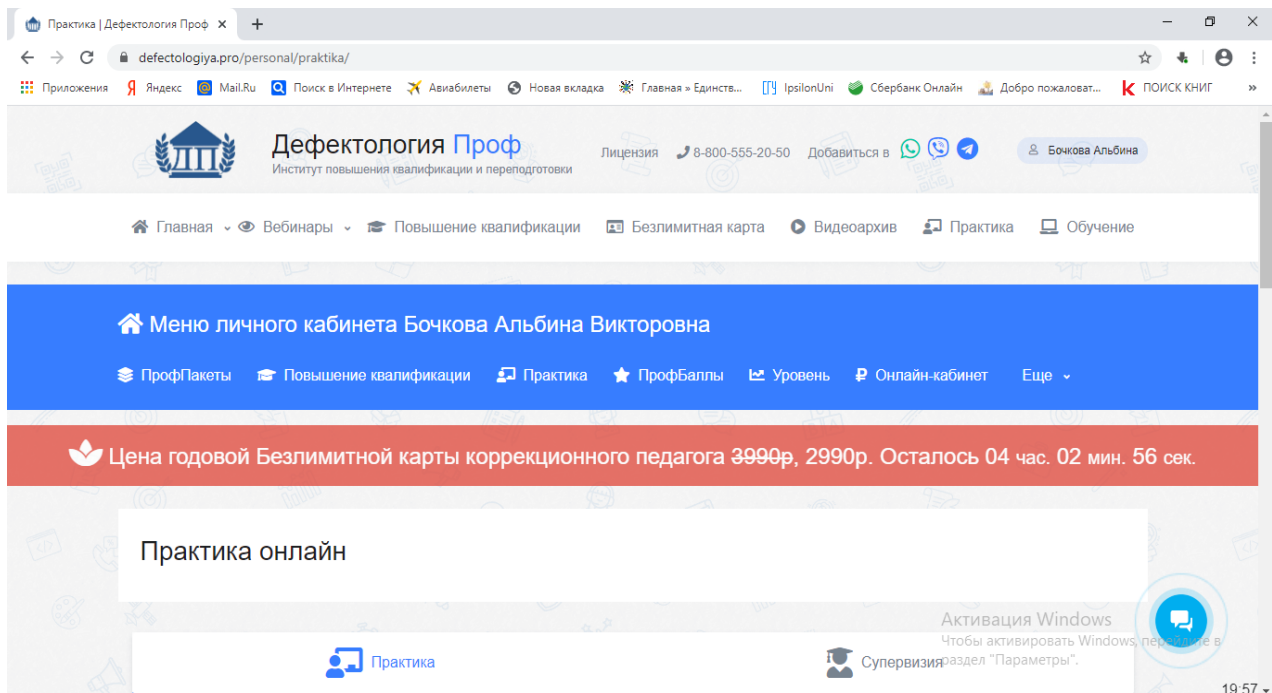 Практика | Дефектология Проф
defectologiya.pro/personal/praktika/
Приложения Яндекс Mail.Ru Поиск в Интернете Авиабилеты Новая вкладка Главная » Единств... IpsilonUni Сбербанк Онлайн Добро пожаловат... ПОИСК КНИГ »
Дефектология Проф
Институт повышения квалификации и переподготовки
Лицензия 8-800-555-20-50 Добавиться в Бочкова Альбина
Главная Вебинары Повышение квалификации Безлимитная карта Видеоархив Практика Обучение
Меню личного кабинета Бочкова Альбина Викторовна
ПрофПакеты Повышение квалификации Практика ПрофБаллы Уровень Онлайн-кабинет Еще
Цена годовой Безлимитной карты коррекционного педагога 3990р, 2990р. Осталось 04 час. 02 мин. 56 сек.
Практика онлайн
Практика Супервизия
Активация Windows
Чтобы активировать Windows, перейдите в
раздел "Параметры".
19:57